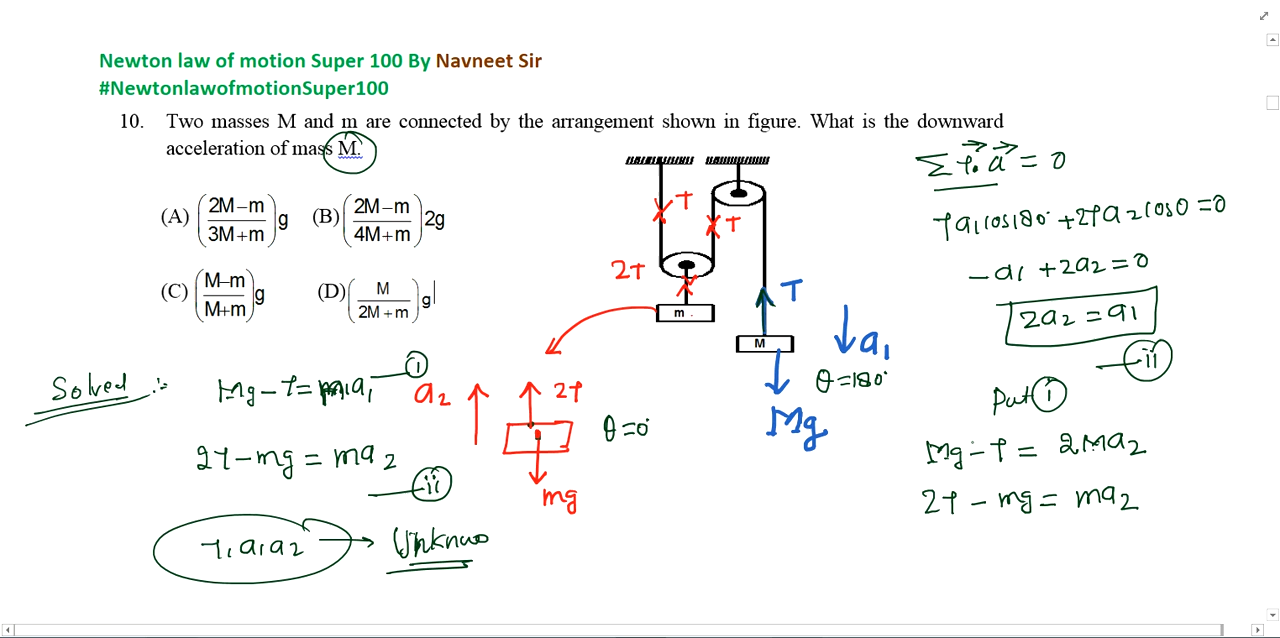 Newton law of motion Super 100 By Navneet Sir
#NewtonlawofmotionSuper100
10. Two masses M and m are connected by the arrangement shown in figure. What is the downward
acceleration of mass M.
(A) (2M–m / 3M+m) g (B) (2M–m / 4M+m) 2g
(C) (M–m / M+m) g (D) (M / 2M+m) g
T
T
2T
m
T
M
a₁
θ=180°
Mg
Solved :-
Mg - T = Ma₁ (i)
2T - mg = ma₂ (ii)
T, a₁ a₂ → Unknwo
a₂
2T
θ=0°
mg
Σ T⃗. a⃗ = 0
Ta₁cos180° + 2Ta₂cos0 = 0
-a₁ + 2a₂ = 0
2a₂ = a₁
(ii)
Put (i)
Mg - T = 2Ma₂
2T - mg = ma₂